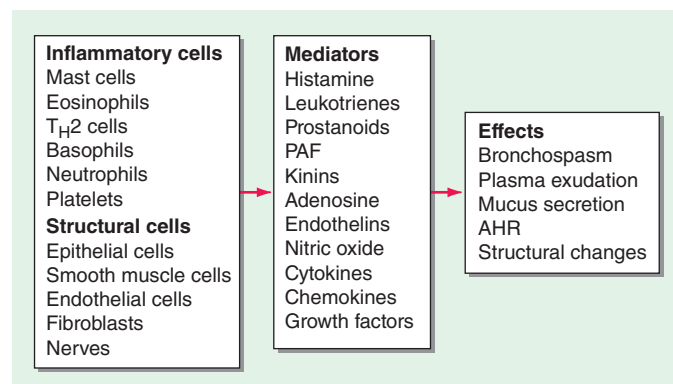 Inflammatory cells
Mast cells
Eosinophils
TH2 cells
Basophils
Neutrophils
Platelets
Structural cells
Epithelial cells
Smooth muscle cells
Endothelial cells
Fibroblasts
Nerves
Mediators
Histamine
Leukotrienes
Prostanoids
PAF
Kinins
Adenosine
Endothelins
Nitric oxide
Cytokines
Chemokines
Growth factors
Effects
Bronchospasm
Plasma exudation
Mucus secretion
AHR
Structural changes